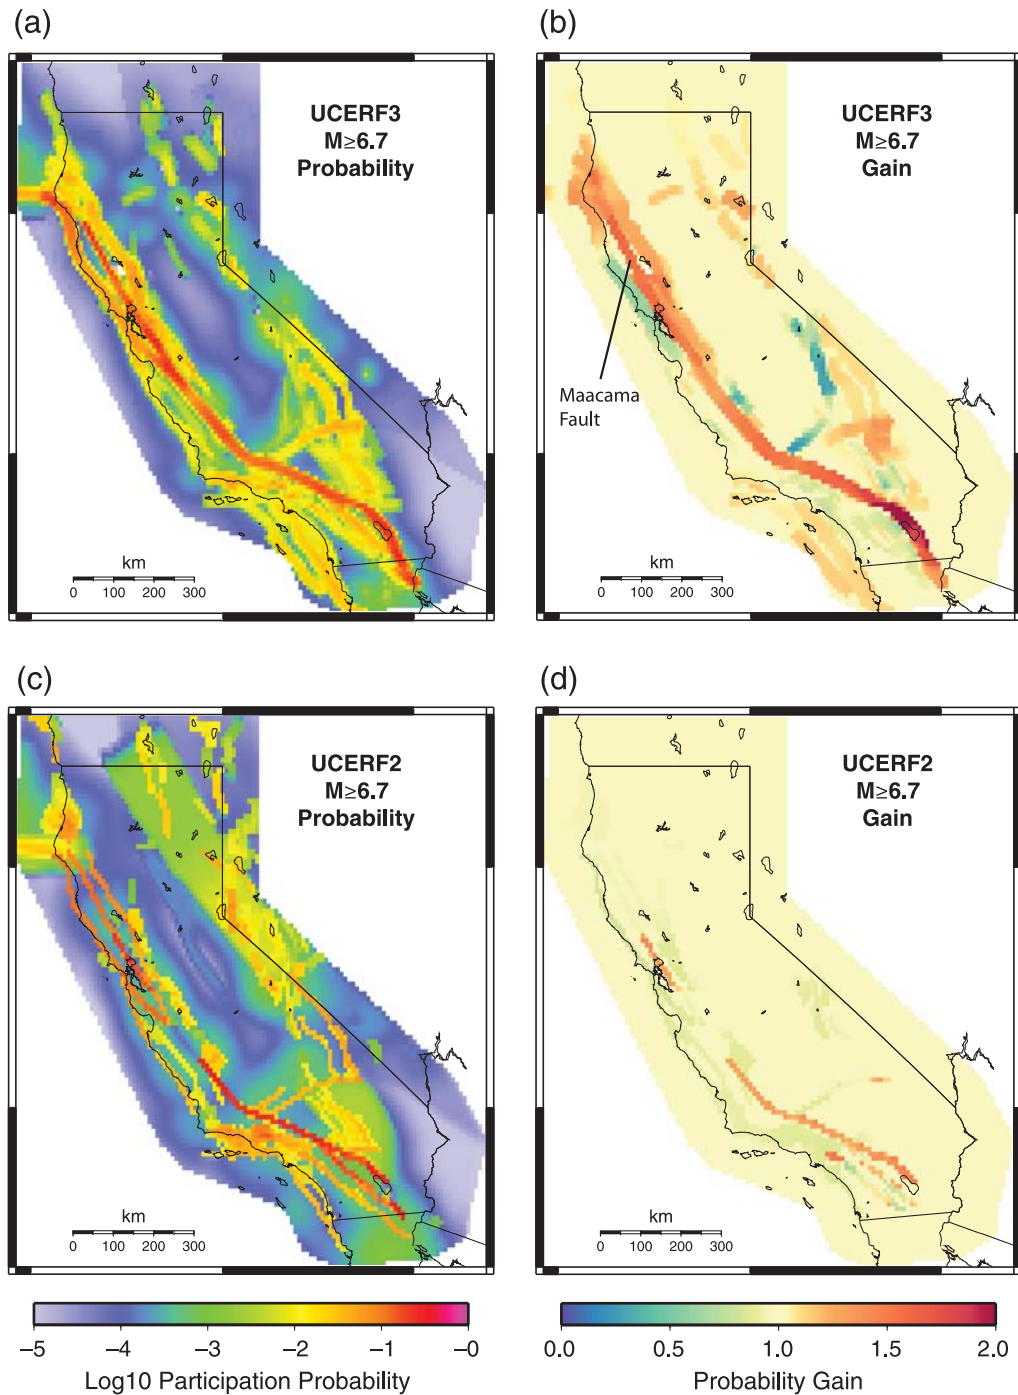 (a)
UCERF3
M≥6.7
Probability
km
0 100 200 300
(b)
UCERF3
M≥6.7
Gain
Maacama
Fault
km
0 100 200 300
(c)
UCERF2
M≥6.7
Probability
km
0 100 200 300
(d)
UCERF2
M≥6.7
Gain
km
0 100 200 300
−5 −4 −3 −2 −1 −0
Log10 Participation Probability
0.0 0.5 1.0 1.5 2.0
Probability Gain